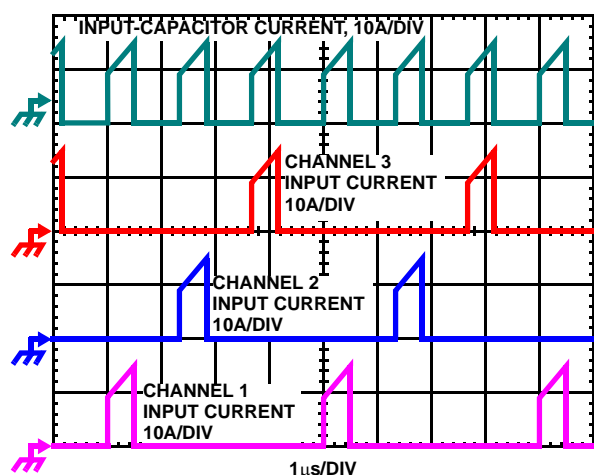 INPUT-CAPACITOR CURRENT, 10A/DIV
CHANNEL 3
INPUT CURRENT
10A/DIV
CHANNEL 2
INPUT CURRENT
10A/DIV
CHANNEL 1
INPUT CURRENT
10A/DIV
1μs/DIV